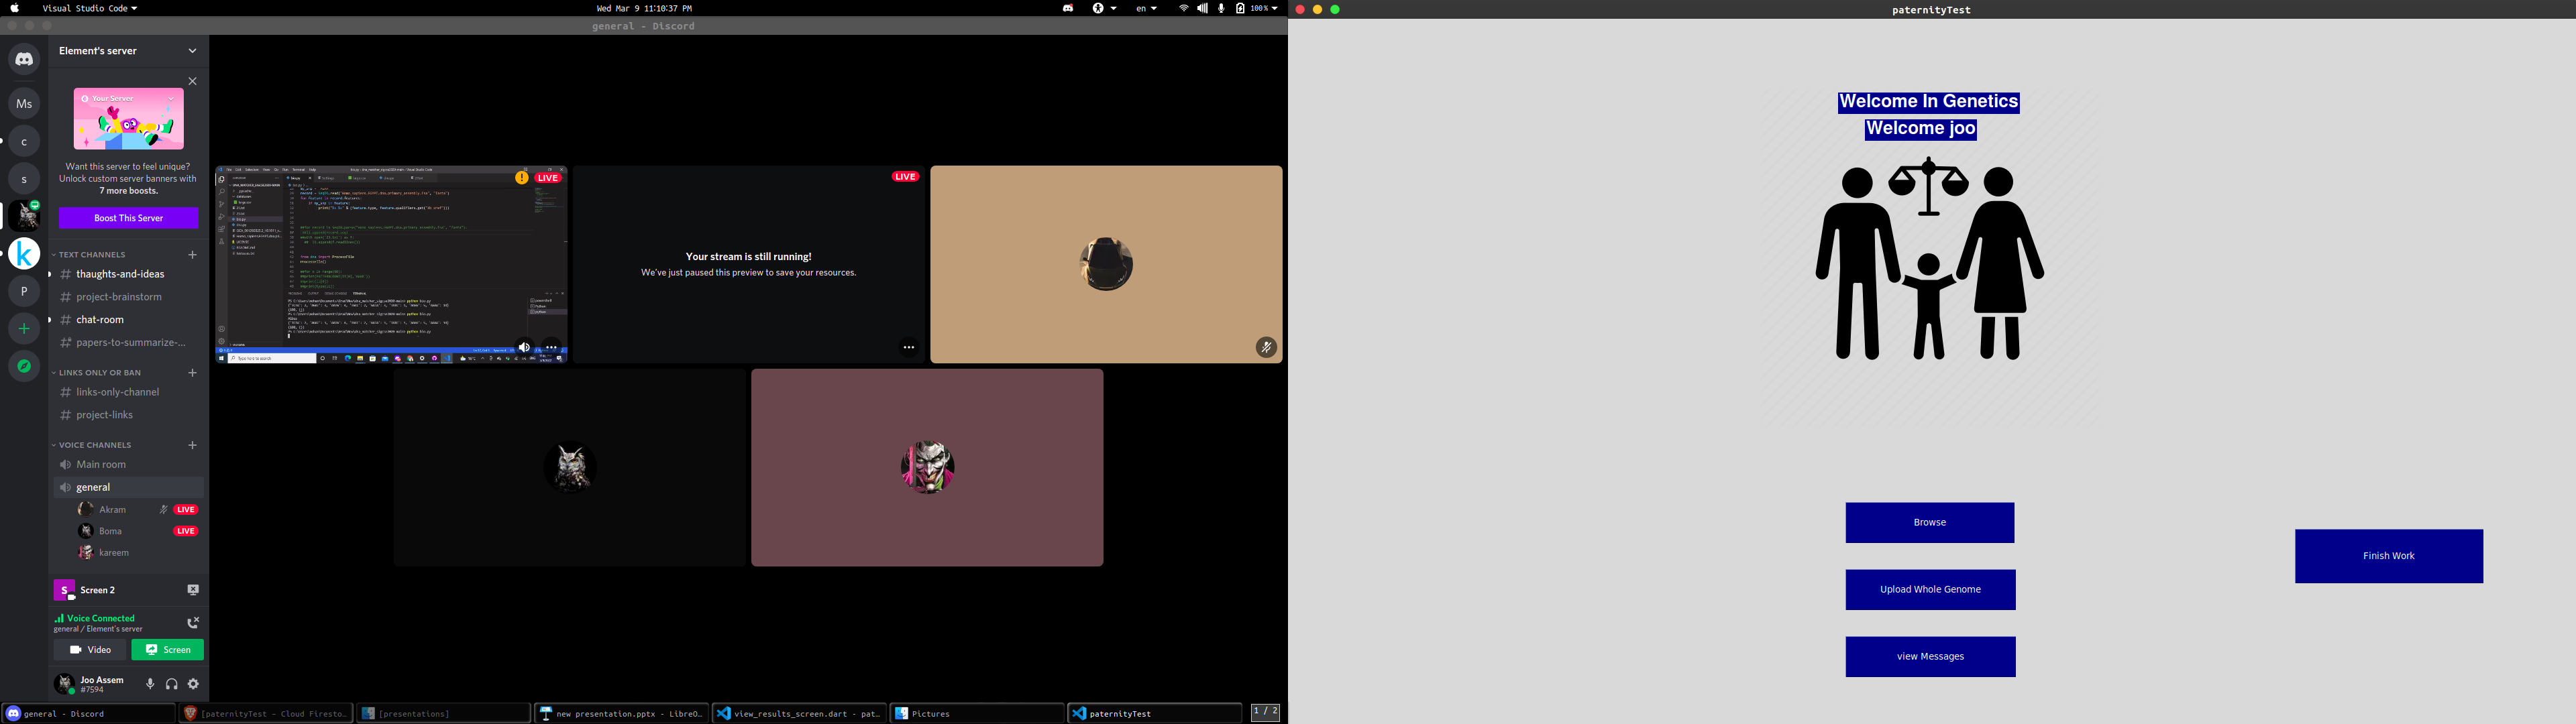 Visual Studio Code
Wed Mar 9 11:10:37 PM
en
100%
general - Discord
Element's server
Your Server
Want this server to feel unique?
Unlock custom server banners with
7 more boosts.
Boost This Server
TEXT CHANNELS
thaughts-and-ideas
project-brainstorm
chat-room
papers-to-summarize-...
LINKS ONLY OR BAN
links-only-channel
project-links
VOICE CHANNELS
Main room
general
Akram
LIVE
Boma
LIVE
kareem
S
Screen 2
Voice Connected
general / Element's server
Video
Screen
Joo Assem
#7594
Ms
c
s
k
P
LIVE
LIVE
Your stream is still running!
We've just paused this preview to save your resources.
general - Discord
[paternityTest - Cloud Firesto...
[presentations]
new presentation.pptx - LibreO...
view_results_screen.dart - pat...
Pictures
paternityTest
1 / 2
paternityTest
Welcome In Genetics
Welcome joo
Browse
Upload Whole Genome
view Messages
Finish Work